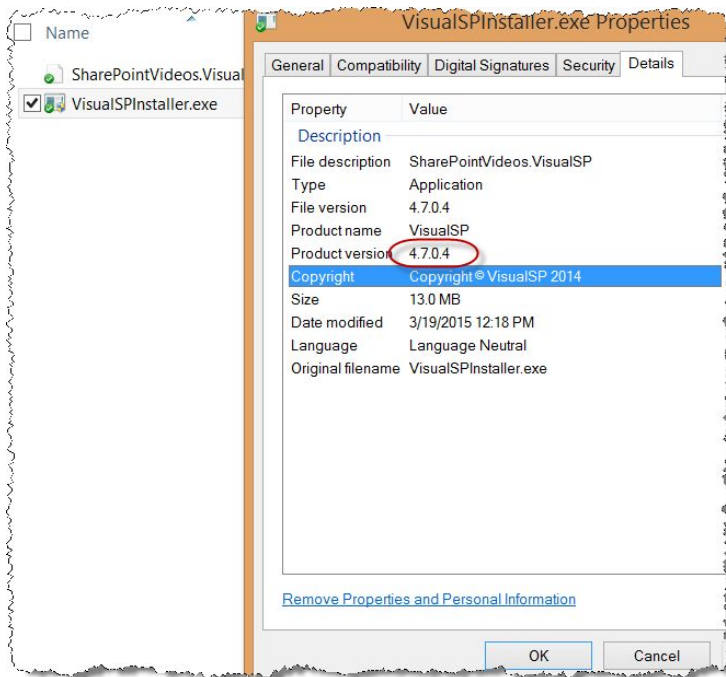 Name
SharePointVideos.Visual
VisualSPInstaller.exe
VisualSPInstaller.exe Properties
General Compatibility Digital Signatures Security Details
Property Value
Description
File description SharePointVideos.VisualSP
Type Application
File version 4.7.0.4
Product name VisualSP
Product version 4.7.0.4
Copyright Copyright © VisualSP 2014
Size 13.0 MB
Date modified 3/19/2015 12:18 PM
Language Language Neutral
Original filename VisualSPInstaller.exe
Remove Properties and Personal Information
OK Cancel